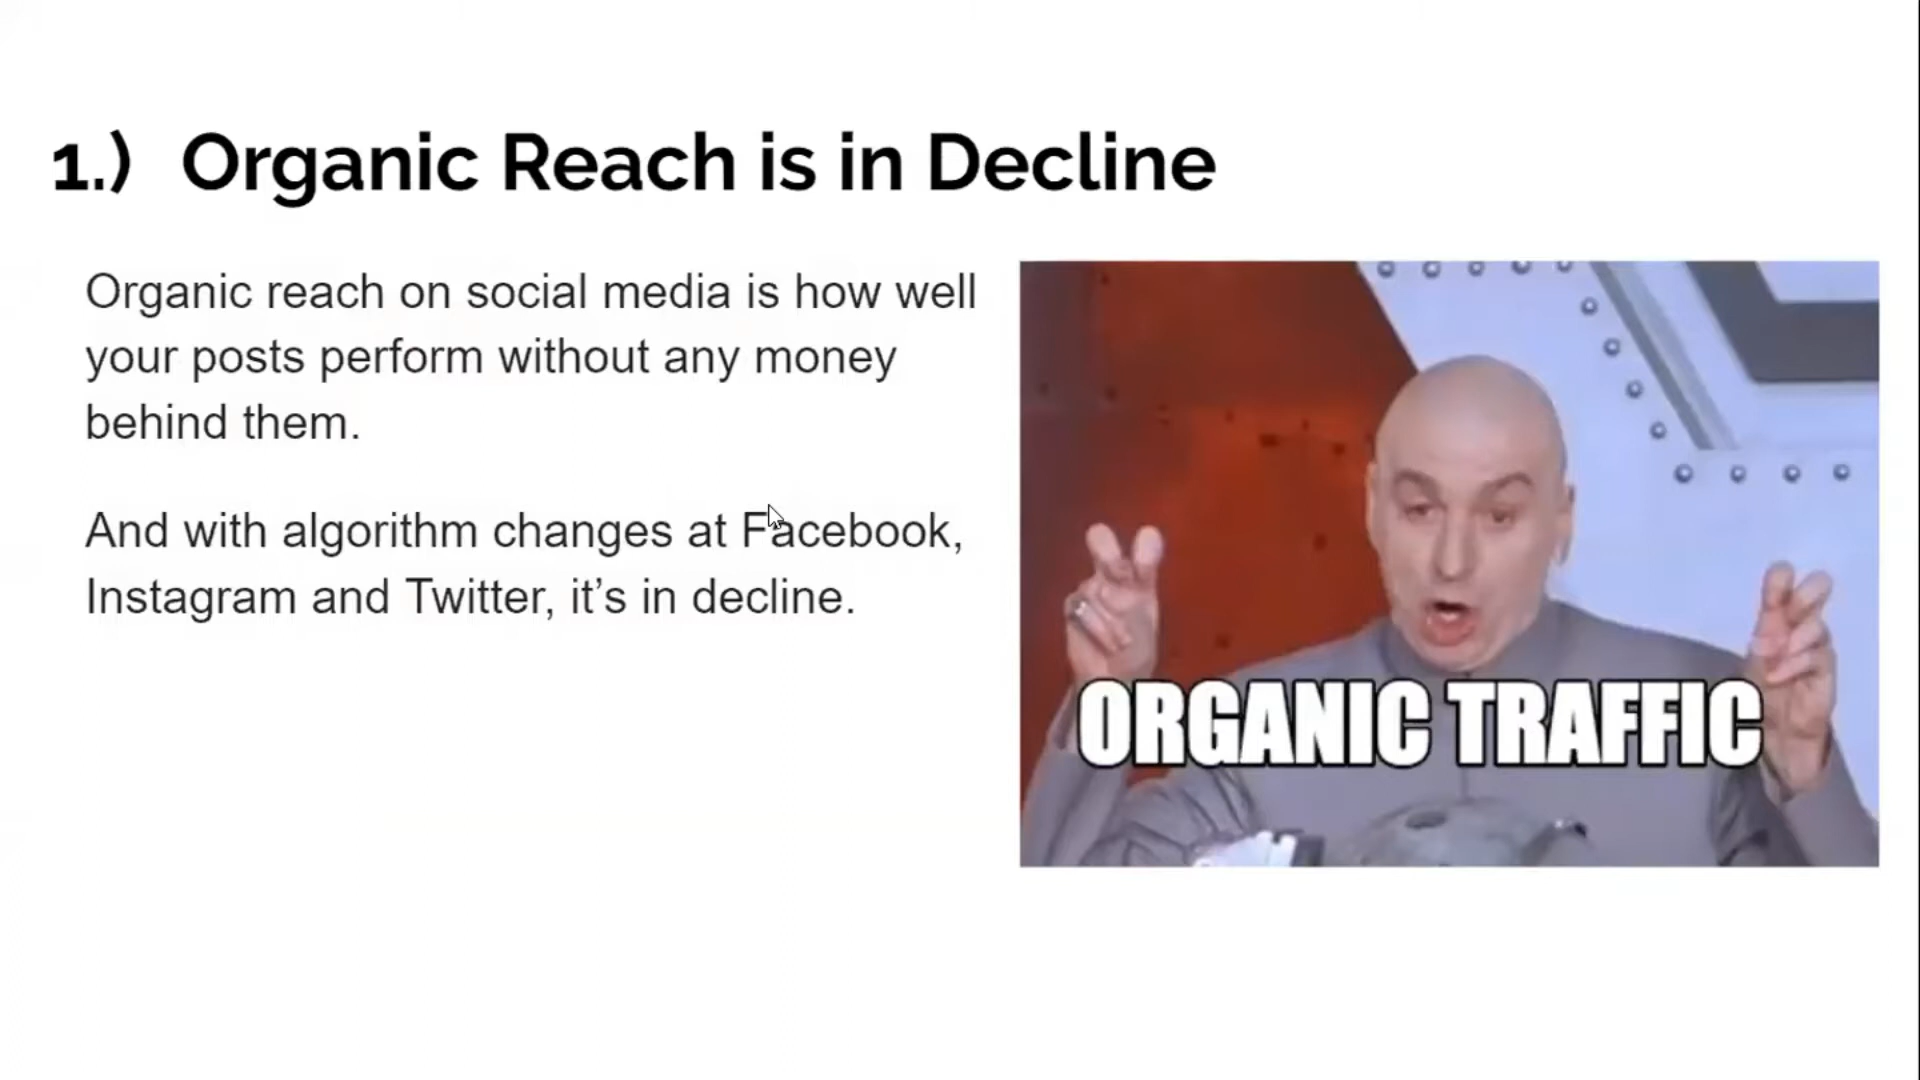 1.) Organic Reach is in Decline
Organic reach on social media is how well
your posts perform without any money
behind them.
And with algorithm changes at Facebook,
Instagram and Twitter, it’s in decline.
ORGANIC TRAFFIC